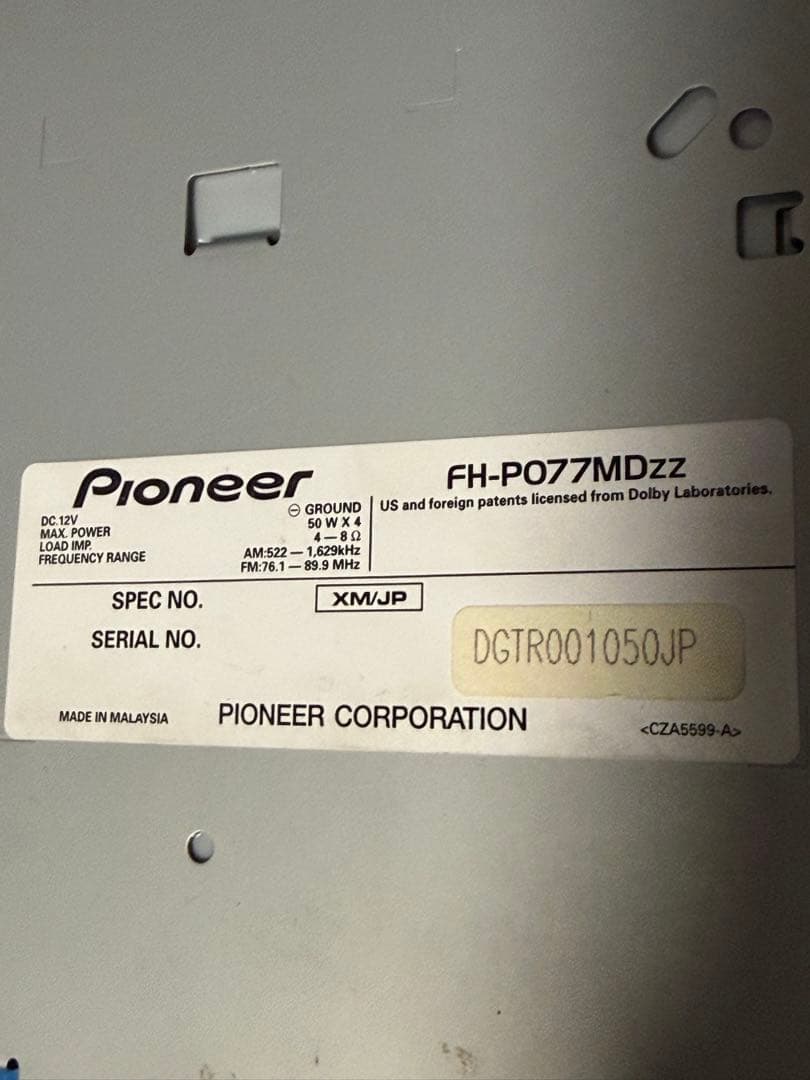 Pioneer
FH-P077MDzz
US and foreign patents licensed from Dolby Laboratories.
DC.12V ⊖ GROUND
MAX. POWER 50 W X 4
LOAD IMP. 4 — 8 Ω
FREQUENCY RANGE AM:522 — 1,629kHz
FM:76.1 — 89.9 MHz
SPEC NO. XM/JP
SERIAL NO. DGTR001050JP
MADE IN MALAYSIA PIONEER CORPORATION <CZA5599-A>